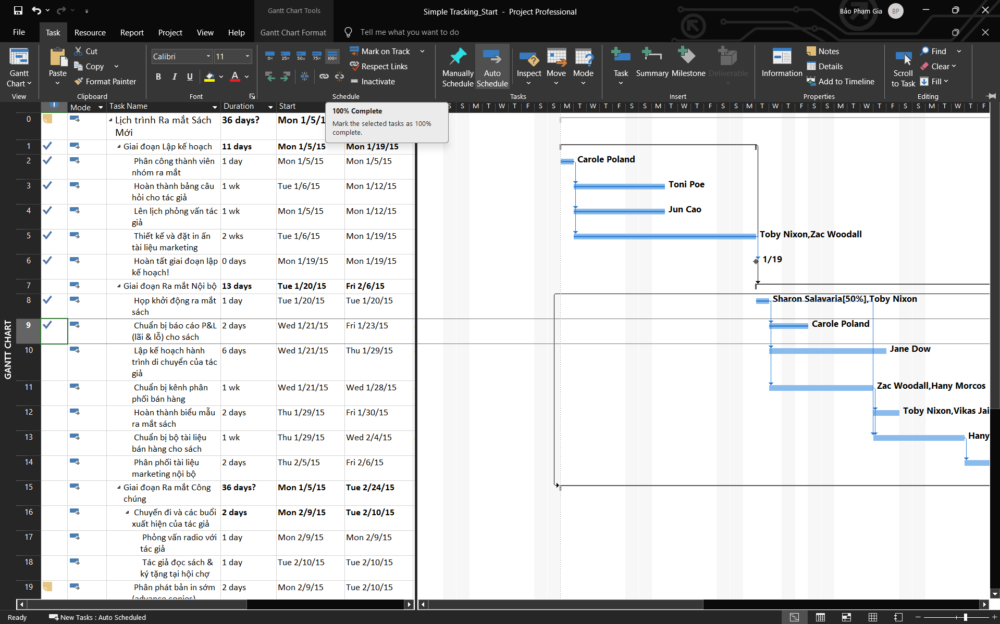 Gantt Chart Tools
Simple Tracking_Start - Project Professional
Bảo Phạm Gia
BP
File
Task
Resource
Report
Project
View
Help
Gantt Chart Format
Tell me what you want to do
Gantt
Chart
View
Paste
Cut
Copy
Format Painter
Clipboard
Calibri
11
B I U A
Font
0%
25%
50%
75%
100%
Mark on Track
Respect Links
Inactivate
Schedule
Manually
Schedule
Auto
Schedule
Inspect
Move
Mode
Tasks
Task
Summary
Milestone
Deliverable
Insert
Information
Notes
Details
Add to Timeline
Properties
Scroll
to Task
Find
Clear
Fill
Editing
Mode
Task Name
Duration
Start
S S M T W T F S S M T W T F S S M T W T F S S M T W T F S S M T W T F S S M T W T F
100% Complete
Mark the selected tasks as 100%
complete.
0 Lịch trình Ra mắt Sách 36 days? Mon 1/5/1
Mới
1 Giai đoạn Lập kế hoạch 11 days Mon 1/5/15 Mon 1/19/15
2 Phân công thành viên 1 day Mon 1/5/15 Mon 1/5/15
nhóm ra mắt
3 Hoàn thành bảng câu 1 wk Tue 1/6/15 Mon 1/12/15
hỏi cho tác giả
4 Lên lịch phỏng vấn tác 1 wk Mon 1/5/15 Mon 1/12/15
giả
5 Thiết kế và đặt in ấn 2 wks Tue 1/6/15 Mon 1/19/15
tài liệu marketing
6 Hoàn tất giai đoạn lập 0 days Mon 1/19/15 Mon 1/19/15
kế hoạch!
7 Giai đoạn Ra mắt Nội bộ 13 days Tue 1/20/15 Fri 2/6/15
8 Họp khởi động ra mắt 1 day Tue 1/20/15 Tue 1/20/15
sách
9 Chuẩn bị báo cáo P&L 2 days Wed 1/21/15 Fri 1/23/15
(lãi & lỗ) cho sách
10 Lập kế hoạch hành 6 days Wed 1/21/15 Thu 1/29/15
trình di chuyển của tác
giả
11 Chuẩn bị kênh phân 1 wk Wed 1/21/15 Wed 1/28/15
phối bán hàng
12 Hoàn thành biểu mẫu 2 days Thu 1/29/15 Fri 1/30/15
ra mắt sách
13 Chuẩn bị bộ tài liệu 1 wk Thu 1/29/15 Wed 2/4/15
bán hàng cho sách
14 Phân phối tài liệu 2 days Thu 2/5/15 Fri 2/6/15
marketing nội bộ
15 Giai đoạn Ra mắt Công 36 days? Mon 1/5/15 Tue 2/24/15
chúng
16 Chuyến đi và các buổi 2 days Mon 2/9/15 Tue 2/10/15
xuất hiện của tác giả
17 Phỏng vấn radio với 1 day Mon 2/9/15 Mon 2/9/15
tác giả
18 Tác giả đọc sách & 1 day Tue 2/10/15 Tue 2/10/15
ký tặng tại hội chợ
19 Phân phát bản in sớm 2 days Mon 2/9/15 Tue 2/10/15
(advance copies)
Carole Poland
Toni Poe
Jun Cao
Toby Nixon,Zac Woodall
1/19
Sharon Salavaria[50%],Toby Nixon
Carole Poland
Jane Dow
Zac Woodall,Hany Morcos
Toby Nixon,Vikas Jai
Hany
GANTT CHART
Ready
New Tasks : Auto Scheduled